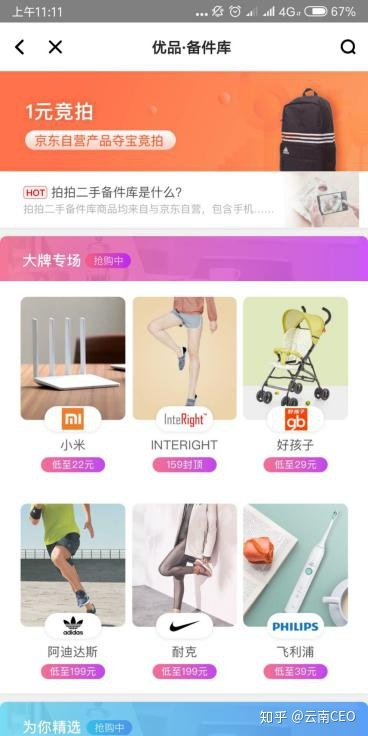 上午11:11
4G
67%
优品·备件库
1元竞拍
京东自营产品夺宝竞拍
HOT 拍拍二手备件库是什么?
拍拍二手备件库商品均来自与京东自营，包含手机……
大牌专场 抢购中
小米
低至22元
InteRight™
INTERIGHT
159封顶
好孩子
gb
好孩子
低至29元
adidas
阿迪达斯
低至199元
耐克
低至199元
PHILIPS
飞利浦
低至39元
为你精选 抢购中
知乎 @云南CEO